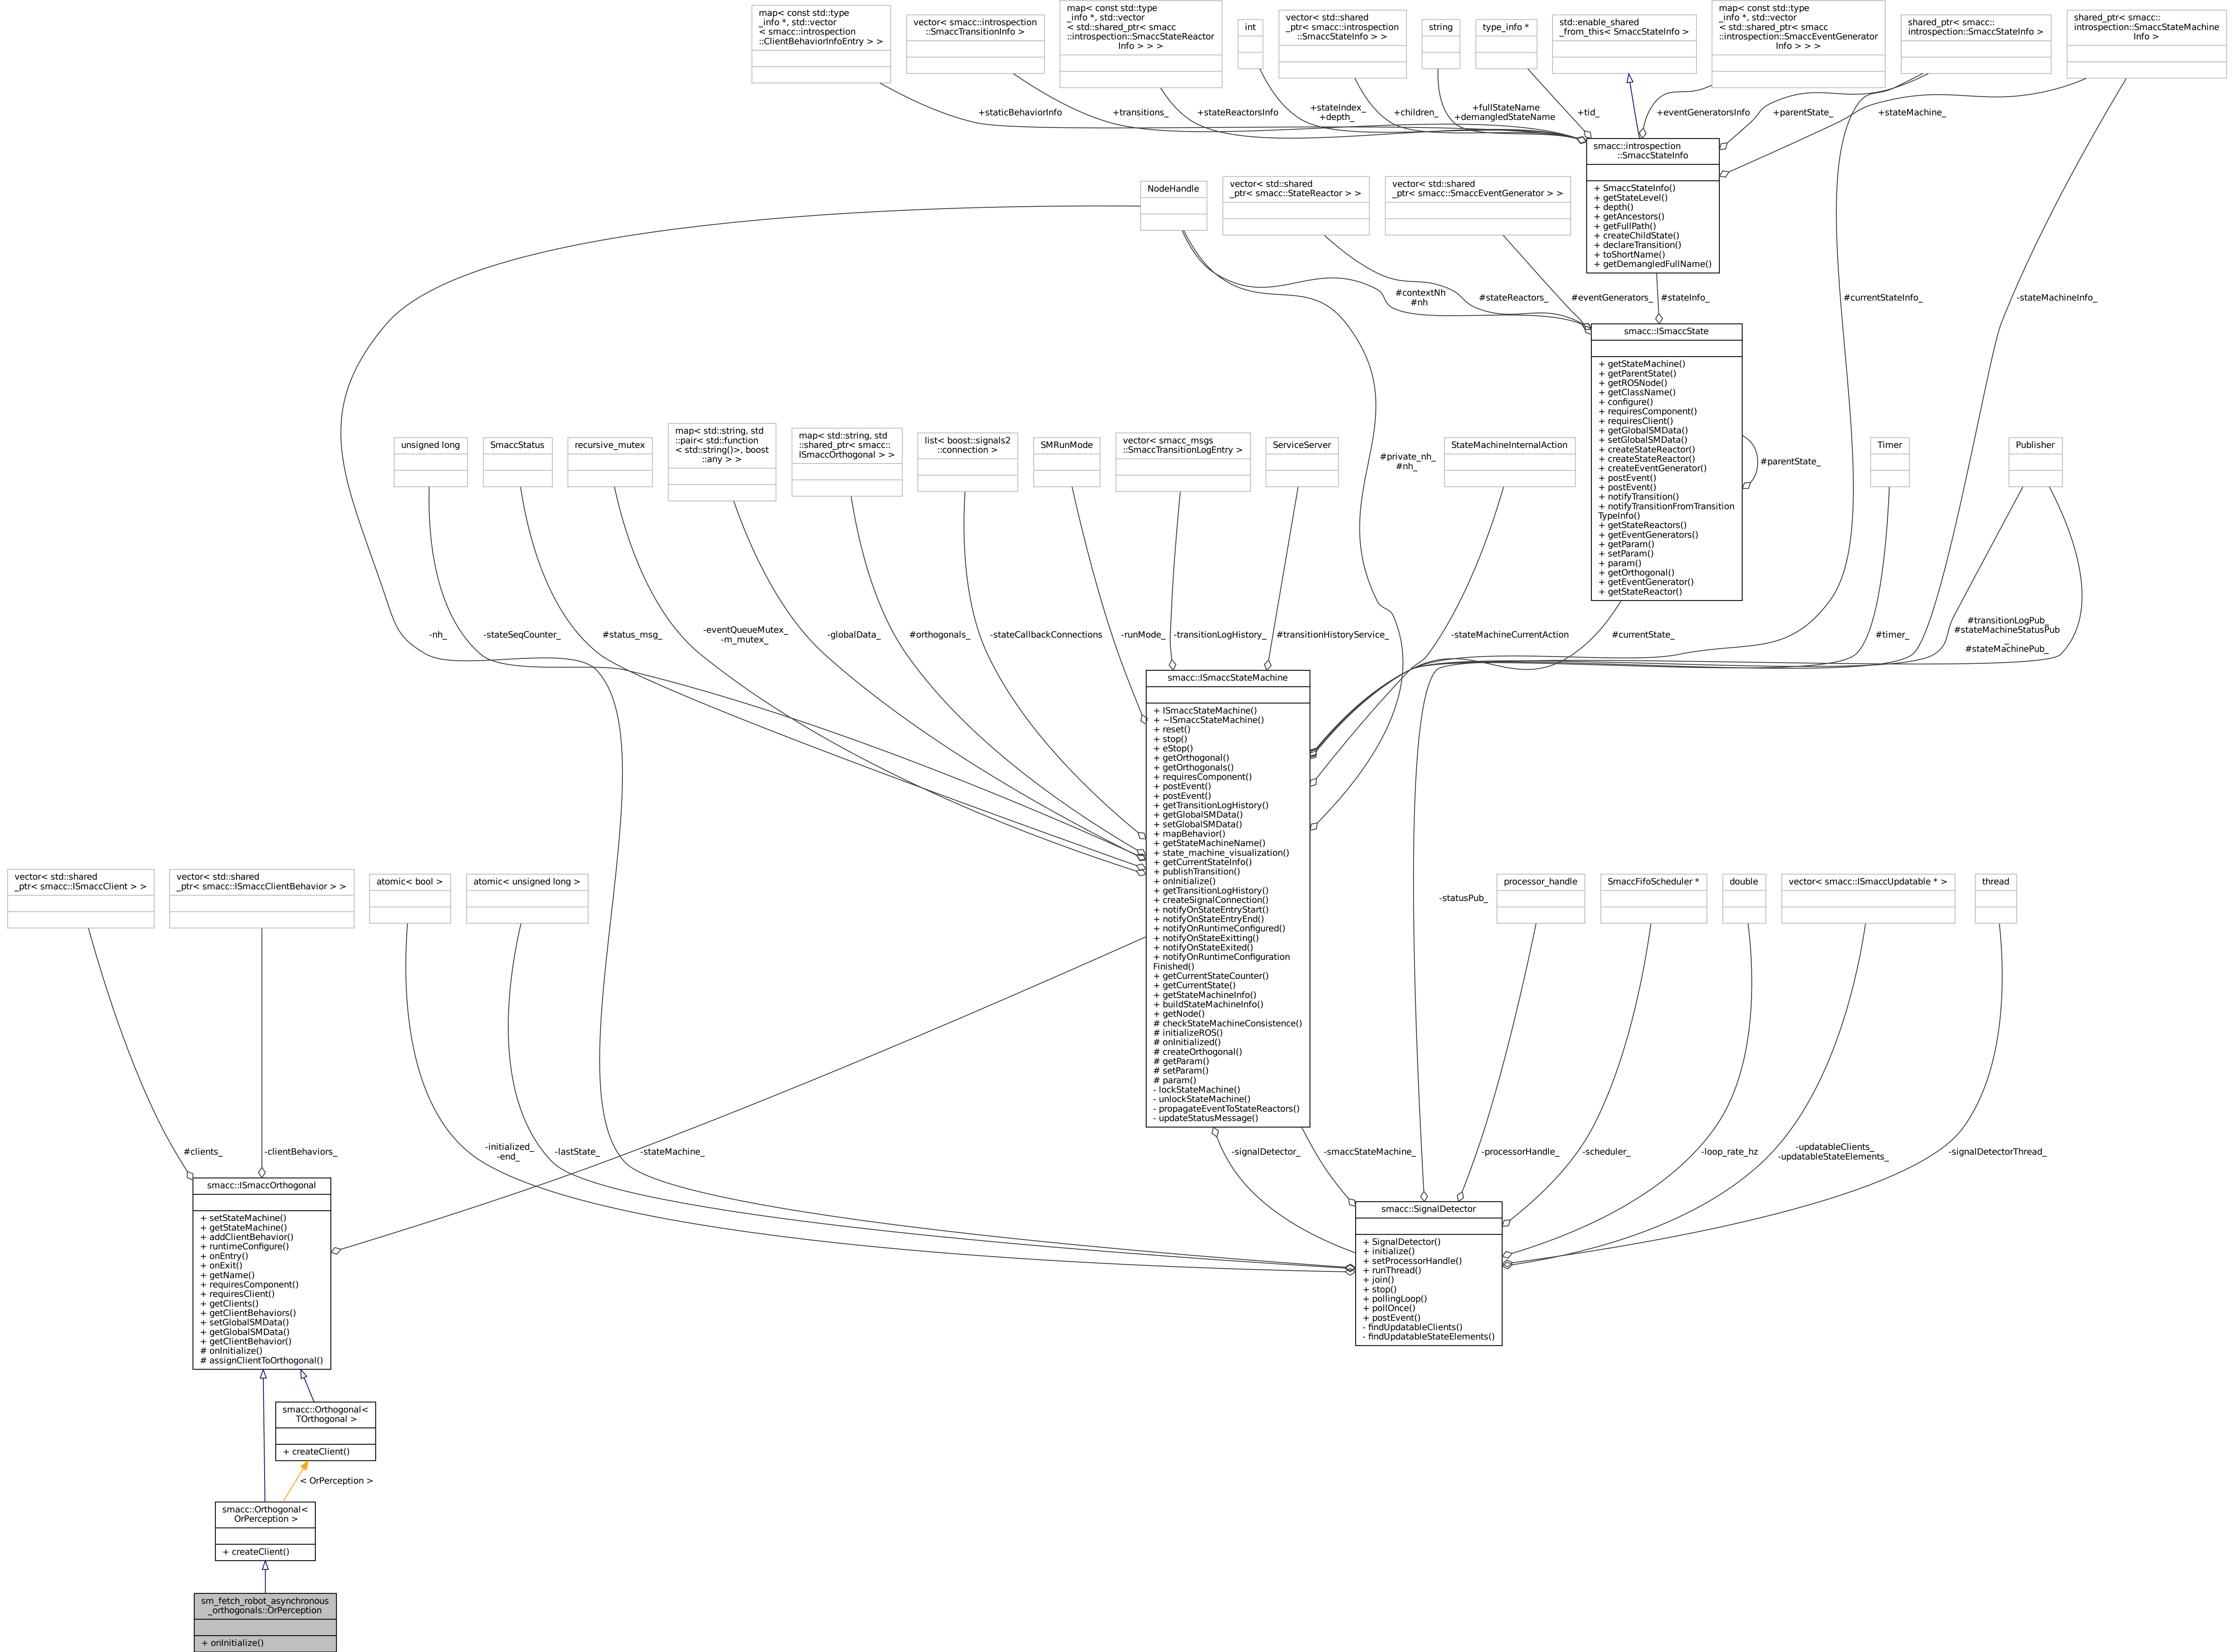 map< const std::type
_info *, std::vector
< smacc::introspection
::ClientBehaviorInfoEntry > >
vector< smacc::introspection
::SmaccTransitionInfo >
map< const std::type
_info *, std::vector
< std::shared_ptr< smacc
::introspection::SmaccStateReactor
Info > > >
int
vector< std::shared
_ptr< smacc::introspection
::SmaccStateInfo > >
string
type_info *
std::enable_shared
_from_this< SmaccStateInfo >
map< const std::type
_info *, std::vector
< std::shared_ptr< smacc
::introspection::SmaccEventGenerator
Info > > >
shared_ptr< smacc::
introspection::SmaccStateInfo >
shared_ptr< smacc::
introspection::SmaccStateMachine
Info >
+staticBehaviorInfo
+transitions_
+stateReactorsInfo
+stateIndex_
+depth_
+children_
+fullStateName
+demangledStateName
+tid_
+eventGeneratorsInfo
+parentState_
+stateMachine_
smacc::introspection
::SmaccStateInfo
+ SmaccStateInfo()
+ getStateLevel()
+ depth()
+ getAncestors()
+ getFullPath()
+ createChildState()
+ declareTransition()
+ toShortName()
+ getDemangledFullName()
NodeHandle
vector< std::shared
_ptr< smacc::StateReactor > >
vector< std::shared
_ptr< smacc::SmaccEventGenerator > >
#contextNh
#nh
#stateReactors_
#eventGenerators_
#stateInfo_
#currentStateInfo_
-stateMachineInfo_
smacc::ISmaccState
+ getStateMachine()
+ getParentState()
+ getROSNode()
+ getClassName()
+ configure()
+ requiresComponent()
+ requiresClient()
+ getGlobalSMData()
+ setGlobalSMData()
+ createStateReactor()
+ createStateReactor()
+ createEventGenerator()
+ postEvent()
+ postEvent()
+ notifyTransition()
+ notifyTransitionFromTransition
TypeInfo()
+ getStateReactors()
+ getEventGenerators()
+ getParam()
+ setParam()
+ param()
+ getOrthogonal()
+ getEventGenerator()
+ getStateReactor()
#parentState_
unsigned long
SmaccStatus
recursive_mutex
map< std::string, std
::pair< std::function
< std::string()>, boost
::any > >
map< std::string, std
::shared_ptr< smacc::
ISmaccOrthogonal > >
list< boost::signals2
::connection >
SMRunMode
vector< smacc_msgs
::SmaccTransitionLogEntry >
ServiceServer
#private_nh_
#nh_
StateMachineInternalAction
Timer
Publisher
-nh_
-stateSeqCounter_
#status_msg_
-eventQueueMutex_
-m_mutex_
-globalData_
#orthogonals_
-stateCallbackConnections
-runMode_
-transitionLogHistory_
#transitionHistoryService_
-stateMachineCurrentAction
#currentState_
#timer_
#transitionLogPub_
#stateMachineStatusPub
_
#stateMachinePub_
smacc::ISmaccStateMachine
+ ISmaccStateMachine()
+ ~ISmaccStateMachine()
+ reset()
+ stop()
+ eStop()
+ getOrthogonal()
+ getOrthogonals()
+ requiresComponent()
+ postEvent()
+ postEvent()
+ getTransitionLogHistory()
+ getGlobalSMData()
+ setGlobalSMData()
+ mapBehavior()
+ getStateMachineName()
+ state_machine_visualization()
+ getCurrentStateInfo()
+ publishTransition()
+ onInitialize()
+ getTransitionLogHistory()
+ createSignalConnection()
+ notifyOnStateEntryStart()
+ notifyOnStateEntryEnd()
+ notifyOnRuntimeConfigured()
+ notifyOnStateExitting()
+ notifyOnStateExited()
+ notifyOnRuntimeConfiguration
Finished()
+ getCurrentStateCounter()
+ getCurrentState()
+ getStateMachineInfo()
+ buildStateMachineInfo()
+ getNode()
# checkStateMachineConsistence()
# initializeROS()
# onInitialized()
# createOrthogonal()
# getParam()
# setParam()
# param()
- lockStateMachine()
- unlockStateMachine()
- propagateEventToStateReactors()
- updateStatusMessage()
vector< std::shared
_ptr< smacc::ISmaccClient > >
vector< std::shared
_ptr< smacc::ISmaccClientBehavior > >
atomic< bool >
atomic< unsigned long >
-statusPub_
processor_handle
SmaccFifoScheduler *
double
vector< smacc::ISmaccUpdatable * >
thread
#clients_
-clientBehaviors_
-initialized_
-end_
-lastState_
-stateMachine_
-signalDetector_
-smaccStateMachine_
-processorHandle_
-scheduler_
-loop_rate_hz
-updatableClients_
-updatableStateElements_
-signalDetectorThread_
smacc::ISmaccOrthogonal
+ setStateMachine()
+ getStateMachine()
+ addClientBehavior()
+ runtimeConfigure()
+ onEntry()
+ onExit()
+ getName()
+ requiresComponent()
+ requiresClient()
+ getClients()
+ getClientBehaviors()
+ setGlobalSMData()
+ getGlobalSMData()
+ getClientBehavior()
# onInitialize()
# assignClientToOrthogonal()
smacc::SignalDetector
+ SignalDetector()
+ initialize()
+ setProcessorHandle()
+ runThread()
+ join()
+ stop()
+ pollingLoop()
+ pollOnce()
+ postEvent()
- findUpdatableClients()
- findUpdatableStateElements()
smacc::Orthogonal<
TOrthogonal >
+ createClient()
< OrPerception >
smacc::Orthogonal<
OrPerception >
+ createClient()
sm_fetch_robot_asynchronous
_orthogonals::OrPerception
+ onInitialize()